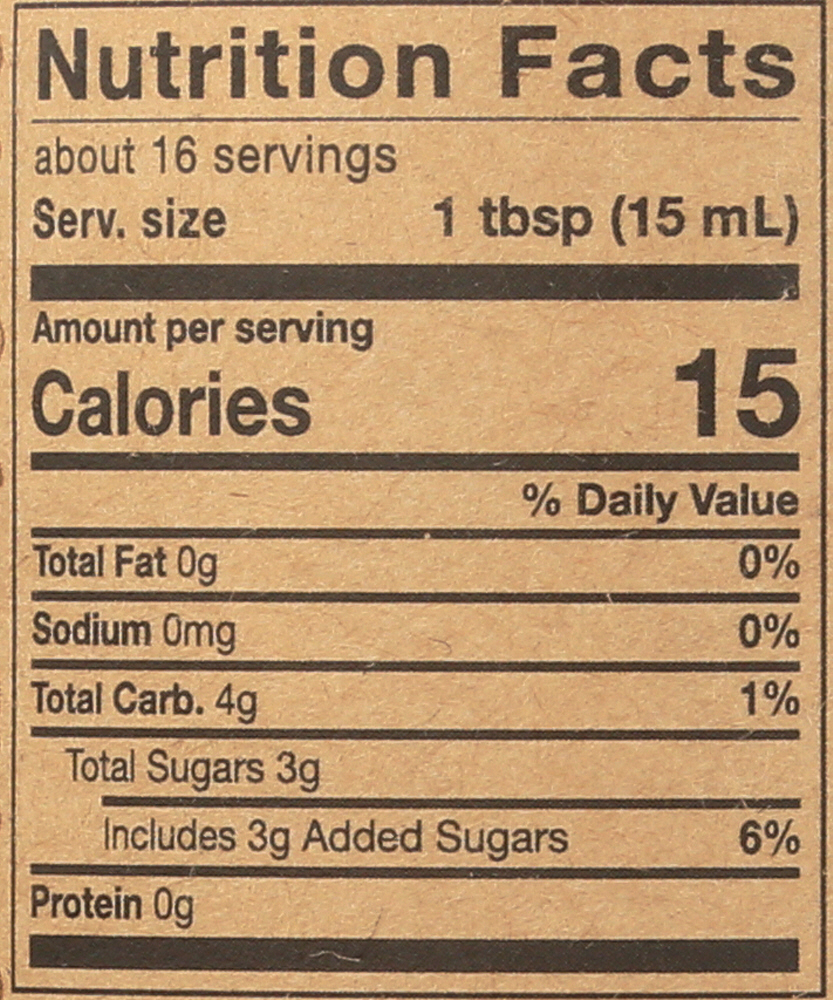 Nutrition Facts
about 16 servings
Serv. size 1 tbsp (15 mL)
Amount per serving
Calories 15
% Daily Value
Total Fat 0g 0%
Sodium 0mg 0%
Total Carb. 4g 1%
Total Sugars 3g
Includes 3g Added Sugars 6%
Protein 0g